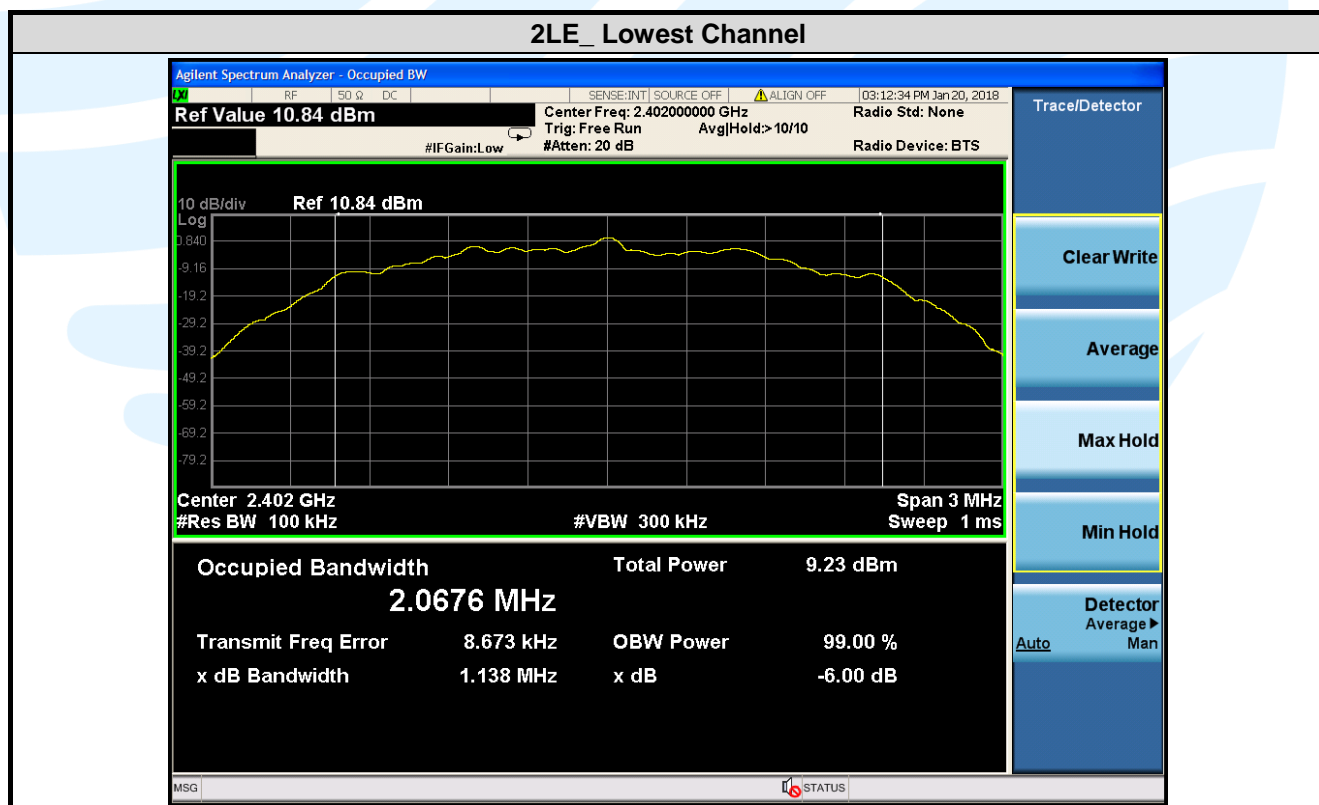 2LE_ Lowest Channel
Agilent Spectrum Analyzer - Occupied BW
LXI RF 50 Ω DC SENSE:INT SOURCE OFF ALIGN OFF 03:12:34 PM Jan 20, 2018
Ref Value 10.84 dBm
Center Freq: 2.402000000 GHz
Radio Std: None
Trig: Free Run Avg|Hold:> 10/10
#IFGain:Low #Atten: 20 dB Radio Device: BTS
10 dB/div Ref 10.84 dBm
Log
0.840
-9.16
-19.2
-29.2
-39.2
-49.2
-59.2
-69.2
-79.2
Center 2.402 GHz Span 3 MHz
#Res BW 100 kHz #VBW 300 kHz Sweep 1 ms
Occupied Bandwidth Total Power 9.23 dBm
2.0676 MHz
Transmit Freq Error 8.673 kHz OBW Power 99.00 %
x dB Bandwidth 1.138 MHz x dB -6.00 dB
MSG STATUS
Trace/Detector
Clear Write
Average
Max Hold
Min Hold
Detector
Average
Auto Man